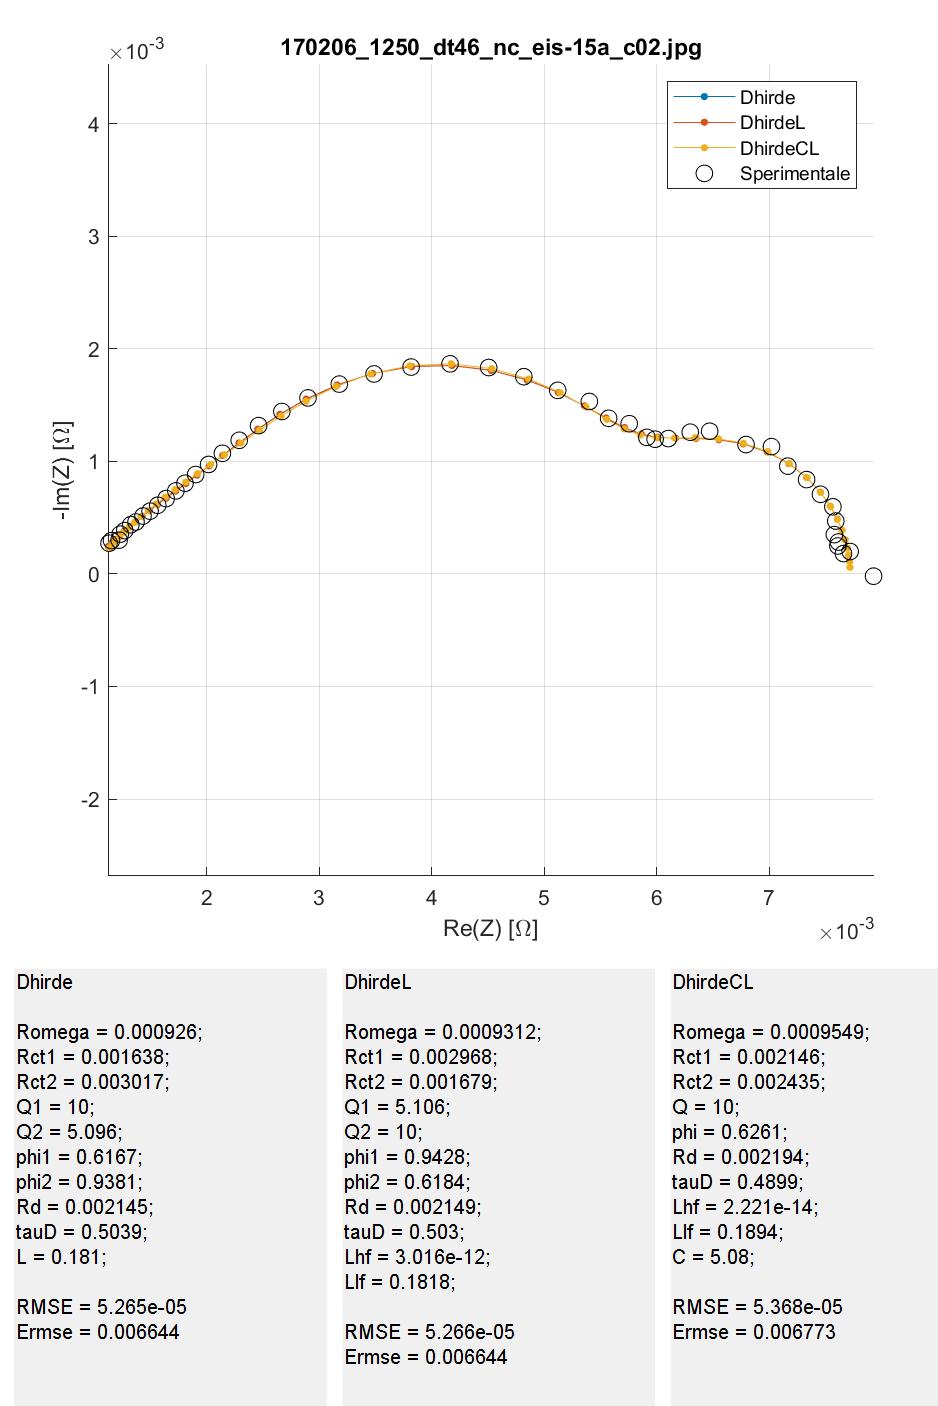 170206_1250_dt46_nc_eis-15a_c02.jpg
×10⁻³
Dhirde
DhirdeL
DhirdeCL
Sperimentale
4
3
2
1
0
-1
-2
-Im(Z) [Ω]
2 3 4 5 6 7
Re(Z) [Ω]
×10⁻³
Dhirde
Romega = 0.000926;
Rct1 = 0.001638;
Rct2 = 0.003017;
Q1 = 10;
Q2 = 5.096;
phi1 = 0.6167;
phi2 = 0.9381;
Rd = 0.002145;
tauD = 0.5039;
L = 0.181;
RMSE = 5.265e-05
Ermse = 0.006644
DhirdeL
Romega = 0.0009312;
Rct1 = 0.002968;
Rct2 = 0.001679;
Q1 = 5.106;
Q2 = 10;
phi1 = 0.9428;
phi2 = 0.6184;
Rd = 0.002149;
tauD = 0.503;
Lhf = 3.016e-12;
Llf = 0.1818;
RMSE = 5.266e-05
Ermse = 0.006644
DhirdeCL
Romega = 0.0009549;
Rct1 = 0.002146;
Rct2 = 0.002435;
Q = 10;
phi = 0.6261;
Rd = 0.002194;
tauD = 0.4899;
Lhf = 2.221e-14;
Llf = 0.1894;
C = 5.08;
RMSE = 5.368e-05
Ermse = 0.006773